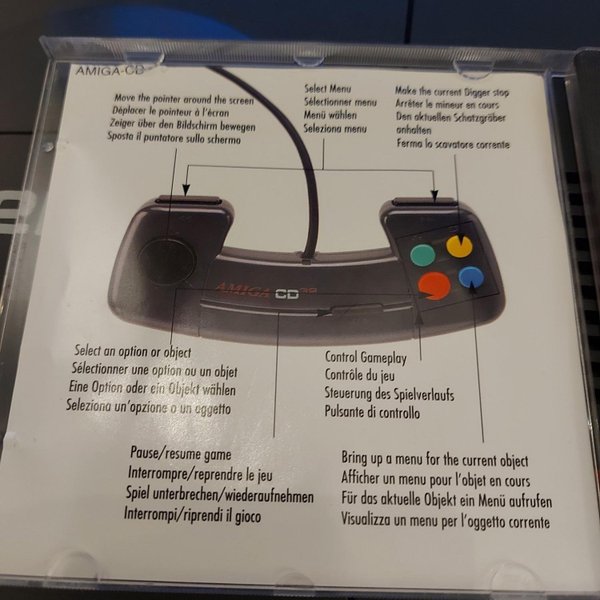 AMIGA-CD
Move the pointer around the screen
Déplacer le pointeur à l'écran
Zeiger über den Bildschirm bewegen
Sposta il puntatore sullo schermo
Select Menu
Sélectionner menu
Menü wählen
Seleziona menu
Make the current Digger stop
Arrêter le mineur en cours
Den aktuellen Schatzgräber
anhalten
Ferma lo scavatore corrente
AMIGA CD32
Select an option or object
Sélectionner une option ou un objet
Eine Option oder ein Objekt wählen
Seleziona un'opzione o un oggetto
Control Gameplay
Contrôle du jeu
Steuerung des Spielverlaufs
Pulsante di controllo
Pause/resume game
Interrompre/reprendre le jeu
Spiel unterbrechen/wiederaufnehmen
Interrompi/riprendi il gioco
Bring up a menu for the current object
Afficher un menu pour l'objet en cours
Für das aktuelle Objekt ein Menü aufrufen
Visualizza un menu per l'oggetto corrente